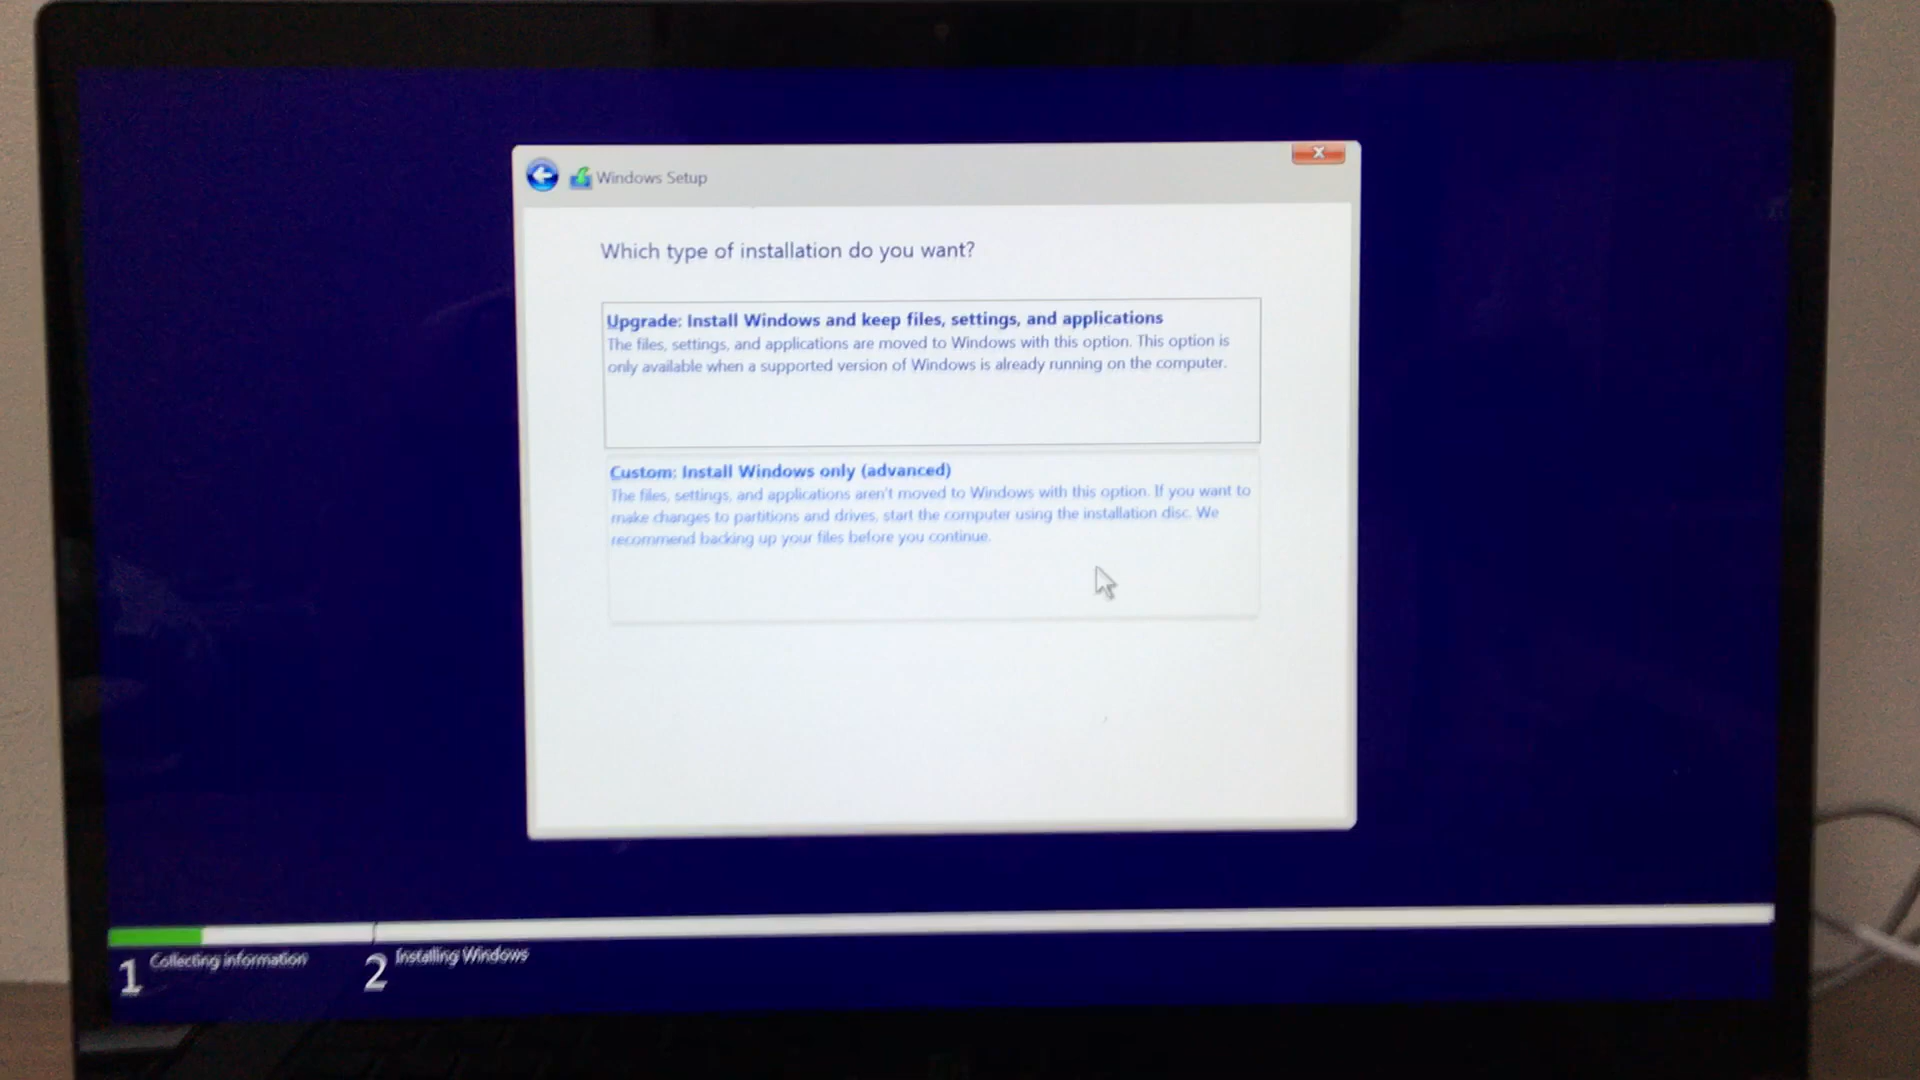 Windows Setup
Which type of installation do you want?
Upgrade: Install Windows and keep files, settings, and applications
The files, settings, and applications are moved to Windows with this option. This option is
only available when a supported version of Windows is already running on the computer.
Custom: Install Windows only (advanced)
The files, settings, and applications aren't moved to Windows with this option. If you want to
make changes to partitions and drives, start the computer using the installation disc. We
recommend backing up your files before you continue.
1 Collecting information
2 Installing Windows